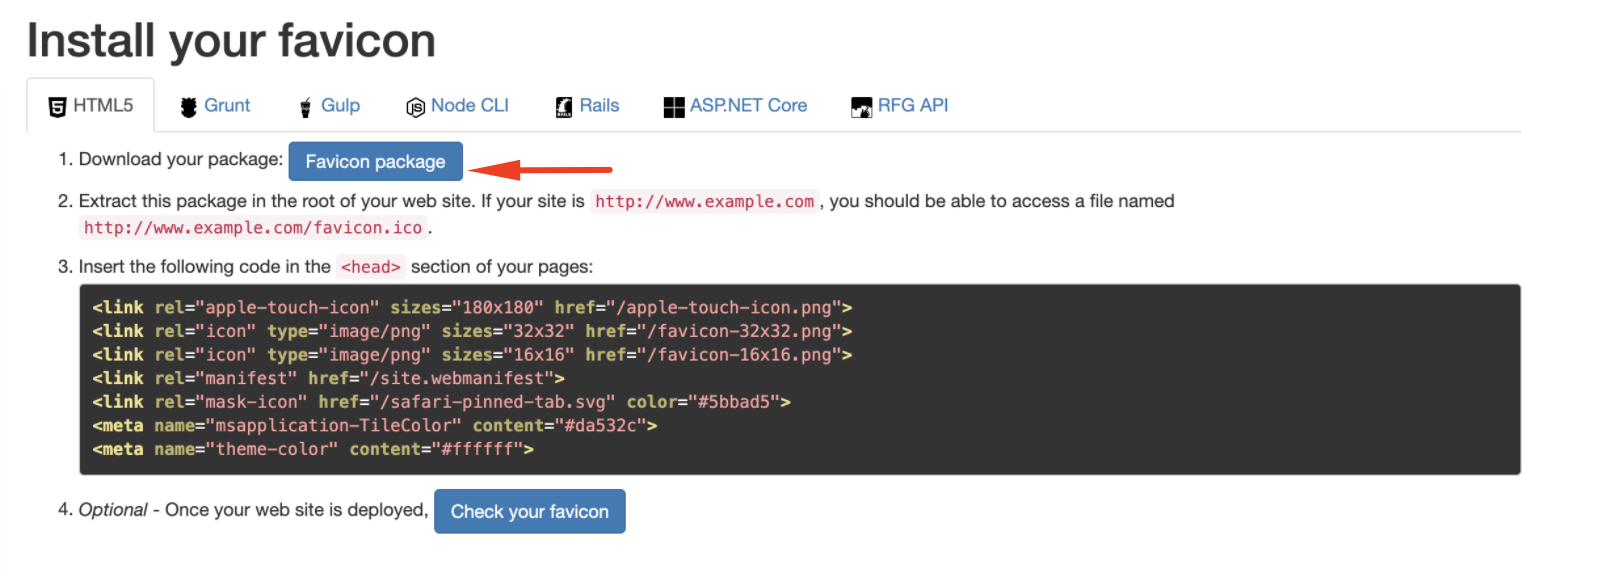 Install your favicon
HTML5 Grunt Gulp Node CLI Rails ASP.NET Core RFG API
1. Download your package: Favicon package
2. Extract this package in the root of your web site. If your site is http://www.example.com , you should be able to access a file named
http://www.example.com/favicon.ico .
3. Insert the following code in the <head> section of your pages:
<link rel="apple-touch-icon" sizes="180x180" href="/apple-touch-icon.png">
<link rel="icon" type="image/png" sizes="32x32" href="/favicon-32x32.png">
<link rel="icon" type="image/png" sizes="16x16" href="/favicon-16x16.png">
<link rel="manifest" href="/site.webmanifest">
<link rel="mask-icon" href="/safari-pinned-tab.svg" color="#5bbad5">
<meta name="msapplication-TileColor" content="#da532c">
<meta name="theme-color" content="#ffffff">
4. Optional - Once your web site is deployed, Check your favicon